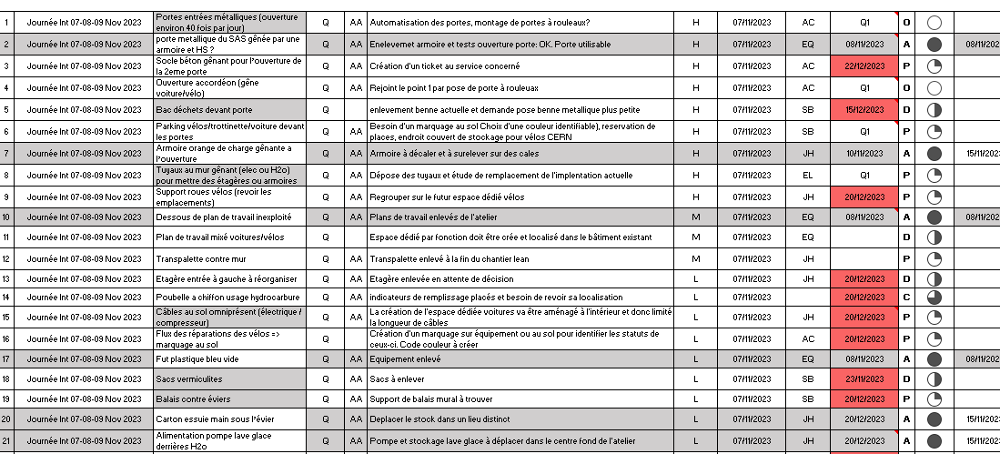 1 Journée Int 07-08-09 Nov 2023 Portes entrées métalliques (ouverture environ 40 fois par jour) Q AA Automatisation des portes, montage de portes à rouleaux? H 07/11/2023 AC Q1 O
2 Journée Int 07-08-09 Nov 2023 porte metallique du SAS gênée par une armoire et HS ? Q AA Enelevemet armoire et tests ouverture porte: OK. Porte utilisable H 07/11/2023 EQ 08/11/2023 A 08/11/202
3 Journée Int 07-08-09 Nov 2023 Socle béton gênant pour l'ouverture de la 2eme porte Q AA Création d'un ticket au service concerné H 07/11/2023 AC 22/12/2023 P
4 Journée Int 07-08-09 Nov 2023 Ouverture accordéon (gêne voiture/vélo) Q AA Rejoint le point 1 par pose de porte à rouleuax H 07/11/2023 AC Q1 O
5 Journée Int 07-08-09 Nov 2023 Bac déchets devant porte Q enlevement benne actuelle et demande pose benne metallique plus petite H 07/11/2023 SB 15/12/2023 D
6 Journée Int 07-08-09 Nov 2023 Parking vélos/trottinette/voiture devant les portes Q AA Besoin d'un marquage au sol Choix d'une couleur identifiable), reservation de places, endroit couvert de stockage pour vélos CERN H 07/11/2023 SB Q1 P
7 Journée Int 07-08-09 Nov 2023 Armoire orange de charge gênante a l'ouverture Q AA Armoire à décaler et à surelever sur des cales H 07/11/2023 JH 10/11/2023 A 15/11/202
8 Journée Int 07-08-09 Nov 2023 Tuyaux au mur gênant (elec ou H2o) pour mettre des étagères ou armoires Q AA Dépose des tuyaux et étude de remplacement de l'implentation actuelle H 07/11/2023 EL Q1 P
9 Journée Int 07-08-09 Nov 2023 Support roues vélos (revoir les emplacements) Q AA Regrouper sur le futur espace dédié vélos H 07/11/2023 JH 20/12/2023 P
10 Journée Int 07-08-09 Nov 2023 Dessous de plan de travail inexploité Q AA Plans de travail enlevés de l'atelier M 07/11/2023 EQ 08/11/2023 A 08/11/202
11 Journée Int 07-08-09 Nov 2023 Plan de travail mixé voitures/vélos Q Espace dédié par fonction doit être crée et localisé dans le bâtiment existant M 07/11/2023 EQ D
12 Journée Int 07-08-09 Nov 2023 Transpalette contre mur Q AA Transpalette enlevé à la fin du chantier lean M 07/11/2023 JH P
13 Journée Int 07-08-09 Nov 2023 Etagère entrée à gauche à réorganiser Q AA Etagère enlevée en attente de décision L 07/11/2023 JH 20/12/2023 D
14 Journée Int 07-08-09 Nov 2023 Poubelle a chiffon usage hydrocarbure Q AA indicateurs de remplissage placés et besoin de revoir sa localisation L 07/11/2023 20/12/2023 C
15 Journée Int 07-08-09 Nov 2023 Câbles au sol omniprésent (électrique / compresseur) Q AA La création de l'espace dédiée voitures va être aménagé à l'intérieur et donc limité la longueur de câbles L 07/11/2023 JH 20/12/2023 P
16 Journée Int 07-08-09 Nov 2023 Flux des réparations des vélos => marquage au sol Q AA Création d'un marquage sur équipement ou au sol pour identifier les statuts de ceux-ci. Code couleur à créer L 07/11/2023 AC 20/12/2023 P
17 Journée Int 07-08-09 Nov 2023 Fut plastique bleu vide Q AA Equipement enlevé L 07/11/2023 EQ 08/11/2023 A 08/11/202
18 Journée Int 07-08-09 Nov 2023 Sacs vermiculites Q AA Sacs à enlever L 07/11/2023 SB 23/11/2023 D
19 Journée Int 07-08-09 Nov 2023 Balais contre éviers Q AA Support de balais mural à trouver L 07/11/2023 SB 20/12/2023 P
20 Journée Int 07-08-09 Nov 2023 Carton essuie main sous l'évier Q AA Deplacer le stock dans un lieu distinct L 07/11/2023 JH 20/12/2023 A 15/11/202
21 Journée Int 07-08-09 Nov 2023 Alimentation pompe lave glace derrières H2o Q AA Pompe et stockage lave glace à déplacer dans le centre fond de l'atelier L 07/11/2023 JH 20/12/2023 A 15/11/202